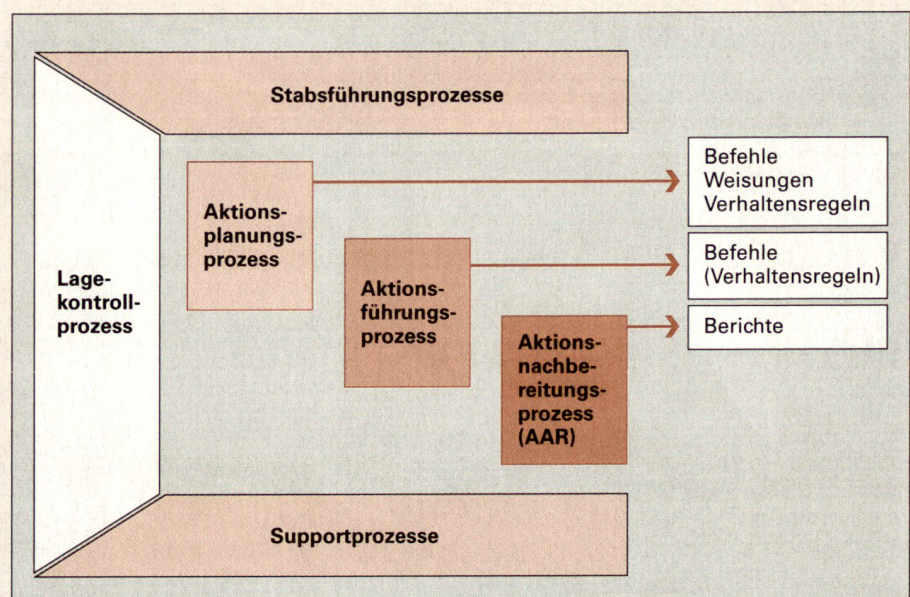 Stabsführungsprozesse
Lage-
kontroll-
prozess
Aktions-
planungs-
prozess
Aktions-
führungs-
prozess
Aktions-
nachbe-
reitungs-
prozess
(AAR)
Befehle
Weisungen
Verhaltensregeln
Befehle
(Verhaltensregeln)
Berichte
Supportprozesse